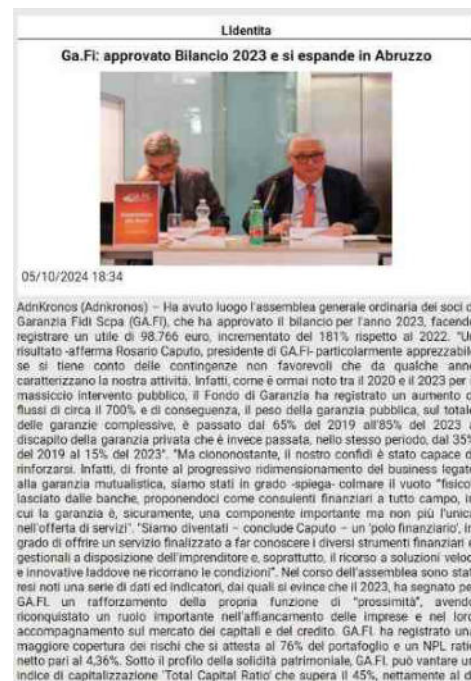 Lidentita
Ga.Fi: approvato Bilancio 2023 e si espande in Abruzzo
GA.FI.
05/10/2024 18:34
AdnKronos (Adnkronos) – Ha avuto luogo l'assemblea generale ordinaria dei soci d
Garanzia Fidi Scpa (GA.FI), che ha approvato il bilancio per l'anno 2023, facend
registrare un utile di 98.766 euro, incrementato del 181% rispetto al 2022. "U
risultato -afferma Rosario Caputo, presidente di GA.FI- particolarmente apprezzabil
se si tiene conto delle contingenze non favorevoli che da qualche ann
caratterizzano la nostra attività. Infatti, come è ormai noto tra il 2020 e il 2023 per
massiccio intervento pubblico, il Fondo di Garanzia ha registrato un aumento d
flussi di circa il 700% e di conseguenza, il peso della garanzia pubblica, sul total
delle garanzie complessive, è passato dal 65% del 2019 all'85% del 2023
discapito della garanzia privata che è invece passata, nello stesso periodo, dal 35%
del 2019 al 15% del 2023". "Ma ciononostante, il nostro confidi è stato capace d
rinforzarsi. Infatti, di fronte al progressivo ridimensionamento del business legat
alla garanzia mutualistica, siamo stati in grado -spiega- colmare il vuoto "fisico
lasciato dalle banche, proponendoci come consulenti finanziari a tutto campo, i
cui la garanzia è, sicuramente, una componente importante ma non più l'unic
nell'offerta di servizi". "Siamo diventati – conclude Caputo – un 'polo finanziario', i
grado di offrire un servizio finalizzato a far conoscere i diversi strumenti finanziari
gestionali a disposizione dell'imprenditore e, soprattutto, il ricorso a soluzioni veloc
e innovative laddove ne ricorrano le condizioni". Nel corso dell'assemblea sono stat
resi noti una serie di dati ed indicatori, dai quali si evince che il 2023, ha segnato pe
GA.FI. un rafforzamento della propria funzione di "prossimità", avend
riconquistato un ruolo importante nell'affiancamento delle imprese e nel lor
accompagnamento sul mercato dei capitali e del credito. GA.FI. ha registrato un
maggiore copertura dei rischi che si attesta al 76% del portafoglio e un NPL rati
netto pari al 4,36%. Sotto il profilo della solidità patrimoniale, GA.FI. può vantare u
indice di capitalizzazione 'Total Capital Ratio' che supera il 45%, nettamente al d